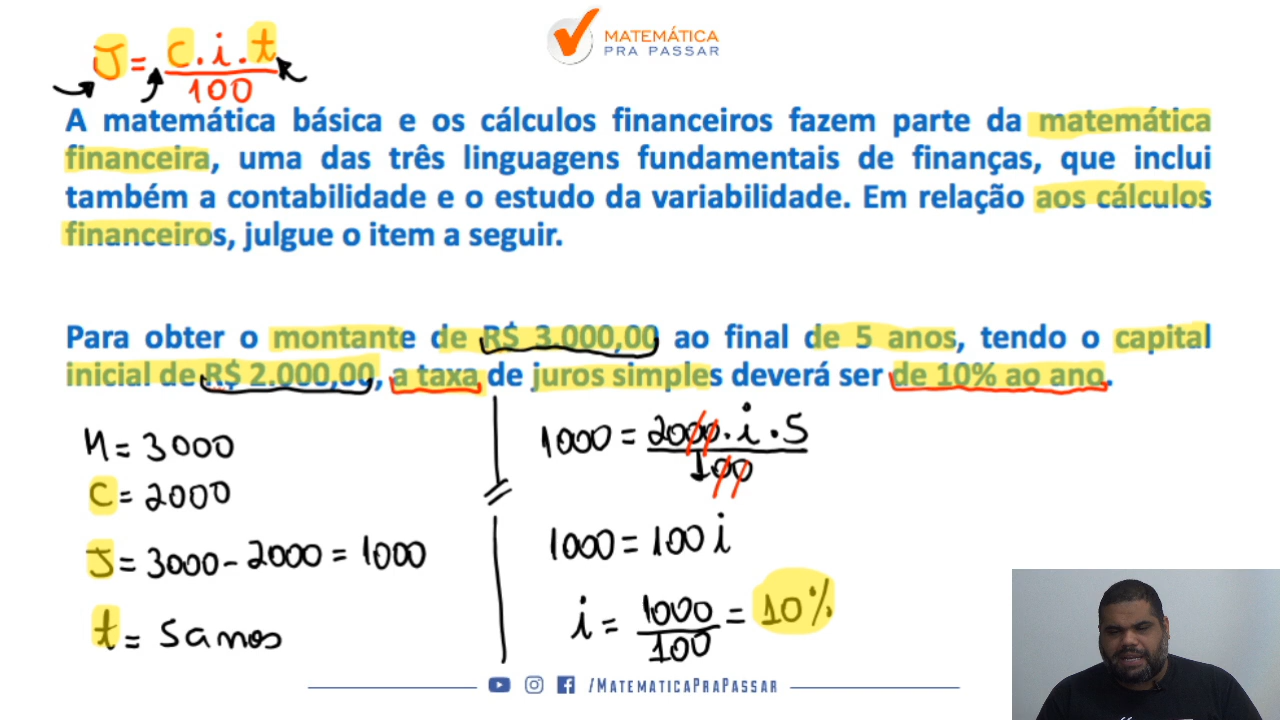 J = C . i . t
100
MATEMÁTICA
PRA PASSAR
A matemática básica e os cálculos financeiros fazem parte da matemática
financeira, uma das três linguagens fundamentais de finanças, que inclui
também a contabilidade e o estudo da variabilidade. Em relação aos cálculos
financeiros, julgue o item a seguir.
Para obter o montante de R$ 3.000,00 ao final de 5 anos, tendo o capital
inicial de R$ 2.000,00, a taxa de juros simples deverá ser de 10% ao ano.
M = 3000
C = 2000
J = 3000 - 2000 = 1000
t = 5 anos
1000 = 2000 . i . 5
100
1000 = 100 i
i = 1000 = 10%
100
/MATEMATICAPRAPASSAR